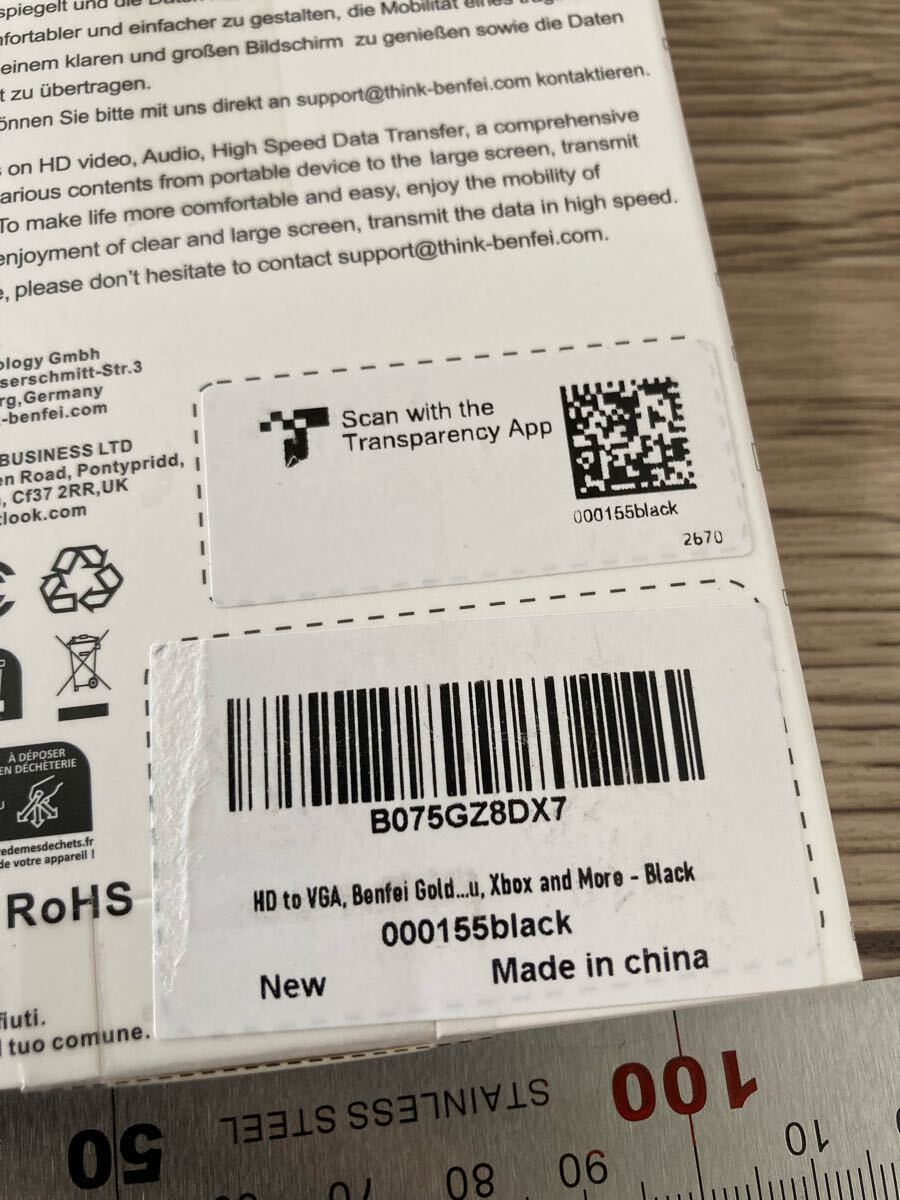 spiegelt und die
fortabler und einfacher zu gestalten, die Mobilität eines
einem klaren und großen Bildschirm zu genießen sowie die Daten
t zu übertragen.
önnen Sie bitte mit uns direkt an support@think-benfei.com kontaktieren.
on HD video, Audio, High Speed Data Transfer, a comprehensive
arious contents from portable device to the large screen, transmit
To make life more comfortable and easy, enjoy the mobility of
enjoyment of clear and large screen, transmit the data in high speed.
e, please don't hesitate to contact support@think-benfei.com.
ology Gmbh
serschmitt-Str.3
rg,Germany
-benfei.com
BUSINESS LTD
en Road, Pontypridd,
, Cf37 2RR,UK
look.com
Scan with the
Transparency App
000155black
2670
À DÉPOSER
EN DÉCHÈTERIE
edemesdechets.fr
de votre appareil !
RoHS
B075GZ8DX7
HD to VGA, Benfei Gold...u, Xbox and More - Black
000155black
New
Made in china
fiuti.
l tuo comune.
STAINLESS STEEL
50
100
70
80
90
10